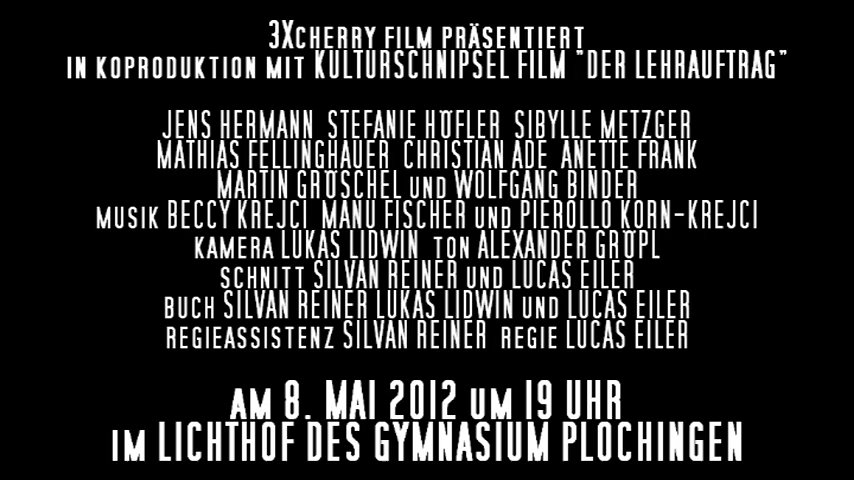 3XCHERRY FILM PRÄSENTIERT
IN KOPRODUKTION MIT KULTURSCHNIPSEL FILM "DER LEHRAUFTRAG"
JENS HERMANN STEFANIE HÖFLER SIBYLLE METZGER
MATHIAS FELLINGHAUER CHRISTIAN ADE ANETTE FRANK
MARTIN GRÖSCHEL UND WOLFGANG BINDER
MUSIK BECCY KREJCI MANU FISCHER UND PIEROLLO KORN-KREJCI
KAMERA LUKAS LIDWIN TON ALEXANDER GRÖPL
SCHNITT SILVAN REINER UND LUCAS EILER
BUCH SILVAN REINER LUKAS LIDWIN UND LUCAS EILER
REGIEASSISTENZ SILVAN REINER REGIE LUCAS EILER
AM 8. MAI 2012 UM 19 UHR
IM LICHTHOF DES GYMNASIUM PLOCHINGEN